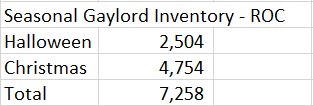 Seasonal Gaylord Inventory - ROC
Halloween 2,504
Christmas 4,754
Total 7,258